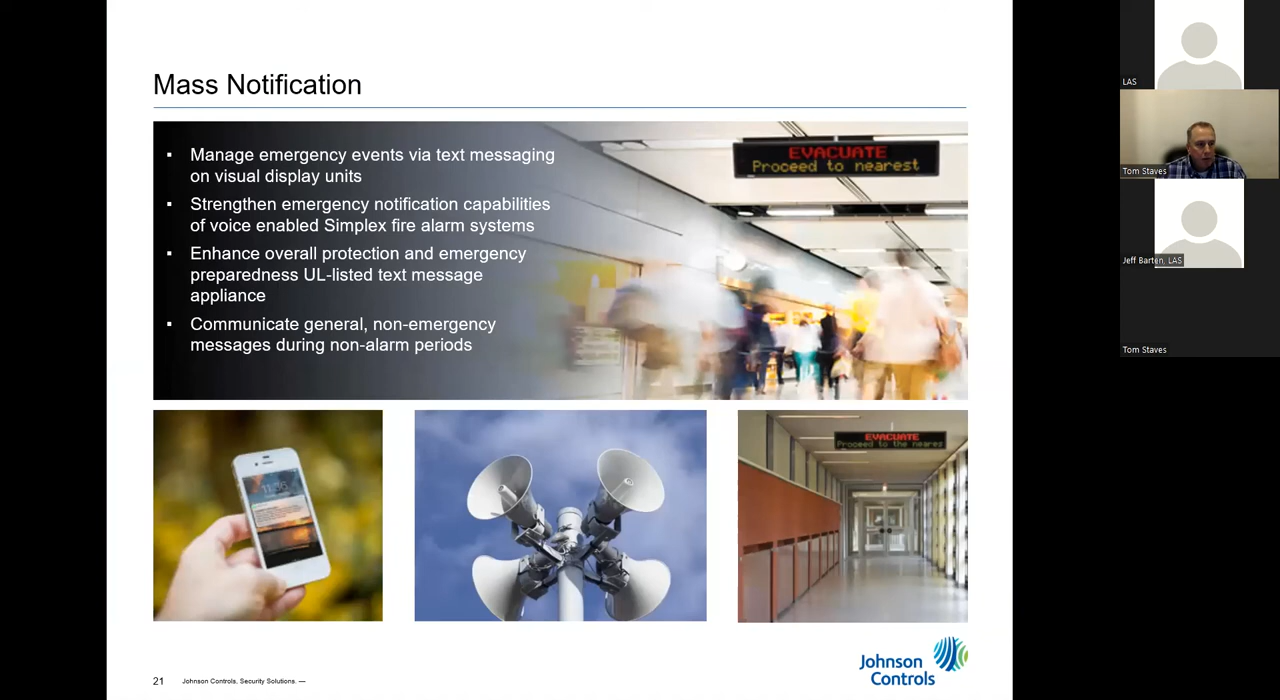 Mass Notification
▪ Manage emergency events via text messaging
on visual display units
▪ Strengthen emergency notification capabilities
of voice enabled Simplex fire alarm systems
▪ Enhance overall protection and emergency
preparedness UL-listed text message
appliance
▪ Communicate general, non-emergency
messages during non-alarm periods
EVACUATE
Proceed to nearest
EVACUATE
Proceed to the neares
Johnson
Controls
21 Johnson Controls, Security Solutions. —
LAS
Tom Staves
Jeff Barten, LAS
Tom Staves